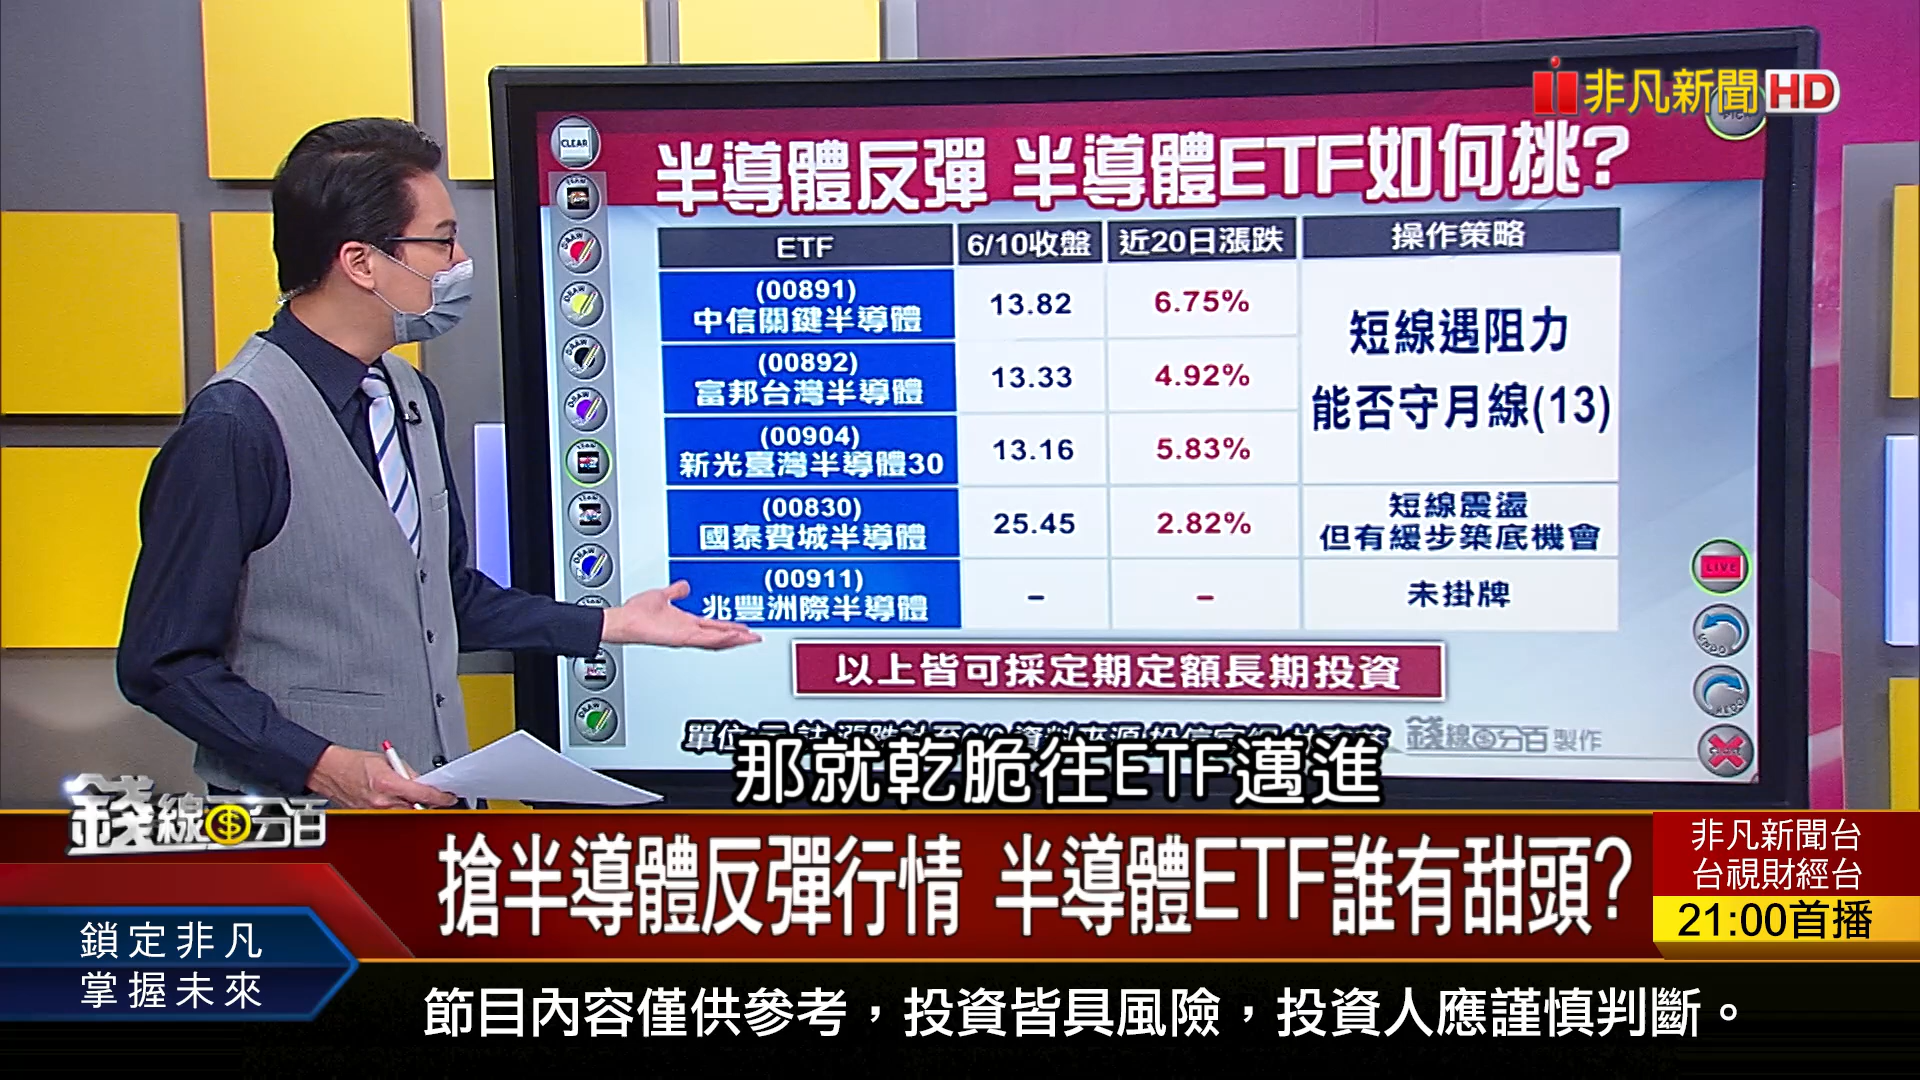 非凡新聞HD
CLEAR
半導體反彈 半導體ETF如何挑?
ETF 6/10收盤 近20日漲跌 操作策略
(00891)
中信關鍵半導體 13.82 6.75%
(00892)
富邦台灣半導體 13.33 4.92%
(00904)
新光臺灣半導體30 13.16 5.83%
短線遇阻力
能否守月線(13)
(00830)
國泰費城半導體 25.45 2.82%
短線震盪
但有緩步築底機會
(00911)
兆豐洲際半導體 – –
未掛牌
LIVE
以上皆可採定期定額長期投資
錢線百分百製作
那就乾脆往ETF邁進
錢線百分百
搶半導體反彈行情 半導體ETF誰有甜頭?
非凡新聞台
台視財經台
21:00首播
鎖定非凡
掌握未來
節目內容僅供參考，投資皆具風險，投資人應謹慎判斷。